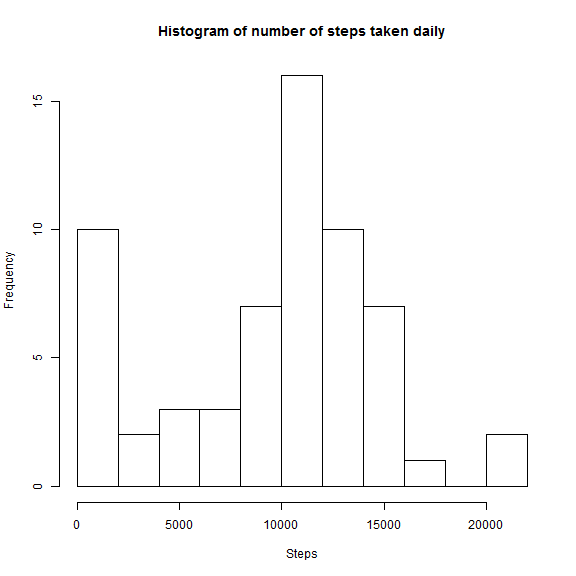 Histogram of number of steps taken daily
Frequency
15
10
5
0
0 5000 10000 15000 20000
Steps